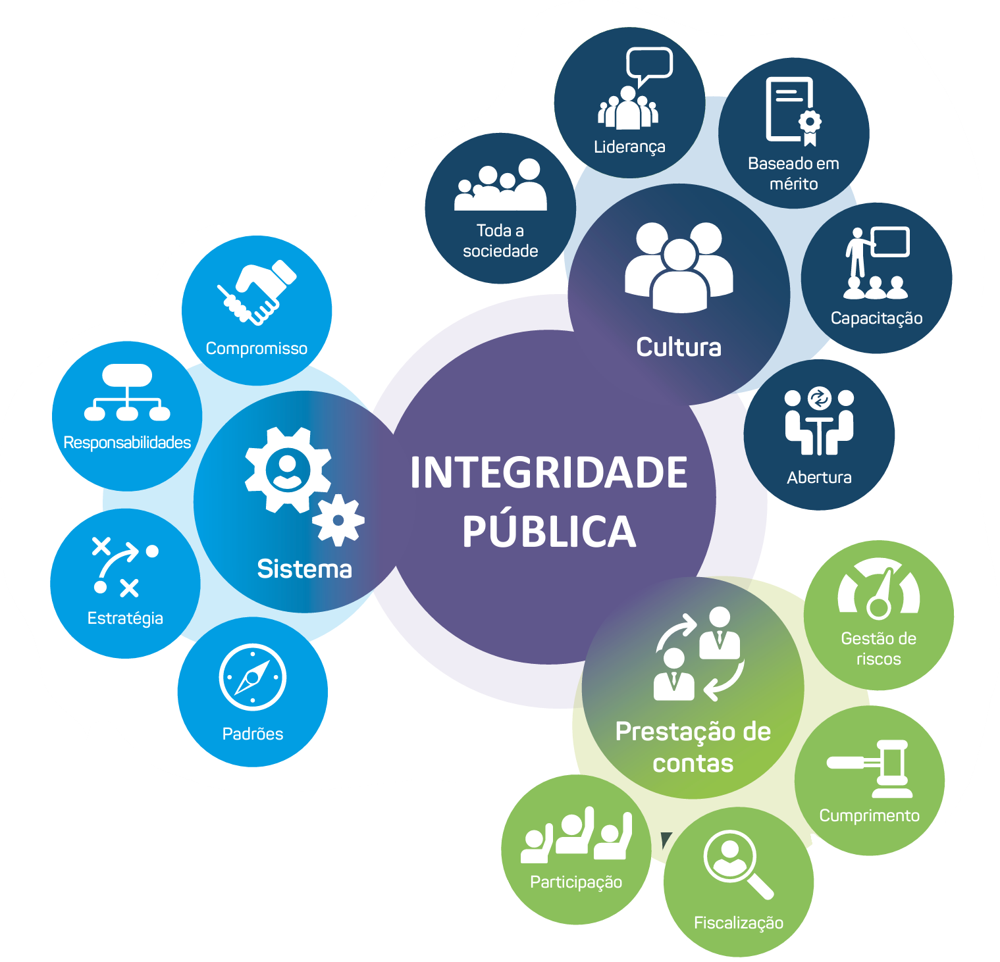 INTEGRIDADE
PÚBLICA
Sistema
Compromisso
Responsabilidades
Estratégia
Padrões
Cultura
Toda a
sociedade
Liderança
Baseado em
mérito
Capacitação
Abertura
Prestação de
contas
Gestão de
riscos
Cumprimento
Fiscalização
Participação